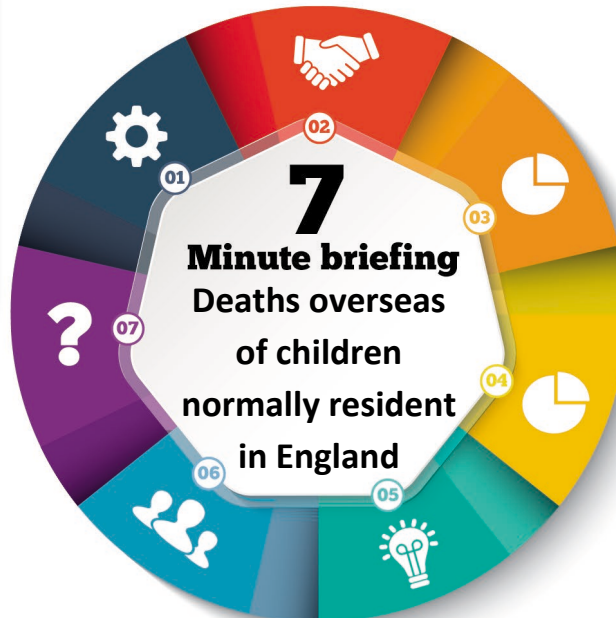 01
02
03
04
05
06
07
7
Minute briefing
Deaths overseas
of children
normally resident
in England
?